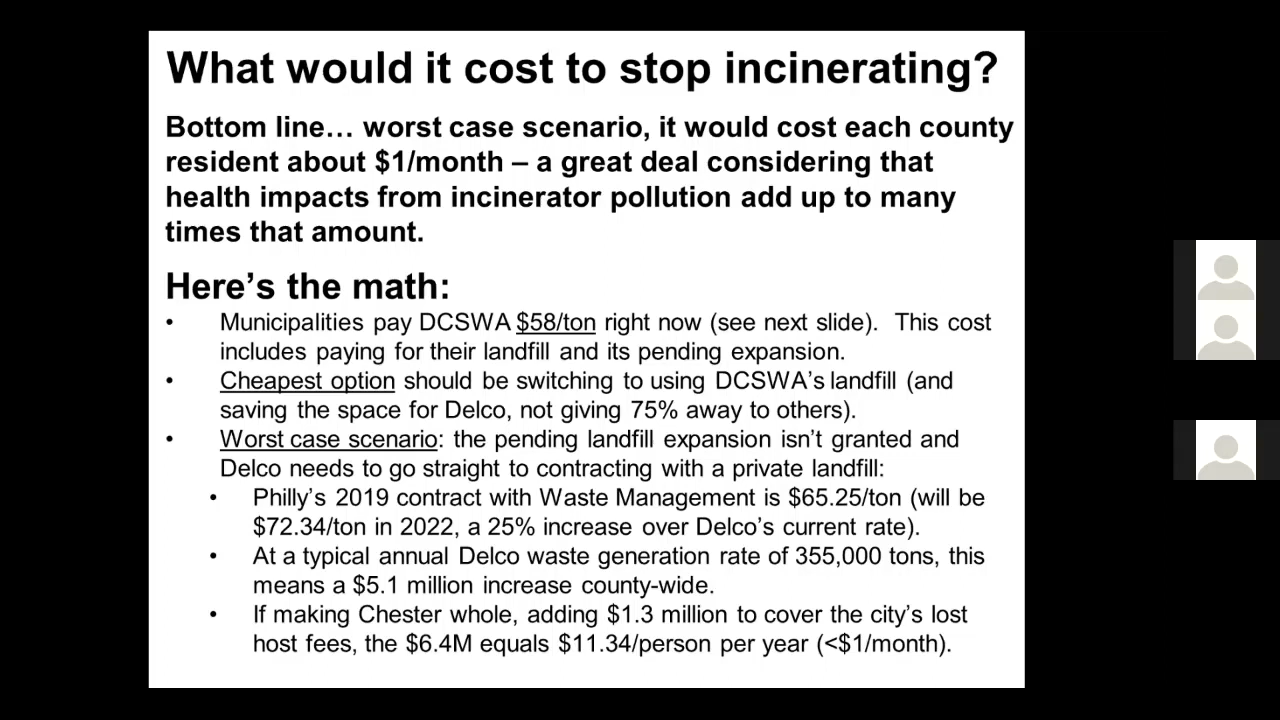 What would it cost to stop incinerating?
Bottom line… worst case scenario, it would cost each county
resident about $1/month – a great deal considering that
health impacts from incinerator pollution add up to many
times that amount.
Here’s the math:
• Municipalities pay DCSWA $58/ton right now (see next slide). This cost
includes paying for their landfill and its pending expansion.
• Cheapest option should be switching to using DCSWA’s landfill (and
saving the space for Delco, not giving 75% away to others).
• Worst case scenario: the pending landfill expansion isn’t granted and
Delco needs to go straight to contracting with a private landfill:
• Philly’s 2019 contract with Waste Management is $65.25/ton (will be
$72.34/ton in 2022, a 25% increase over Delco’s current rate).
• At a typical annual Delco waste generation rate of 355,000 tons, this
means a $5.1 million increase county-wide.
• If making Chester whole, adding $1.3 million to cover the city’s lost
host fees, the $6.4M equals $11.34/person per year (<$1/month).